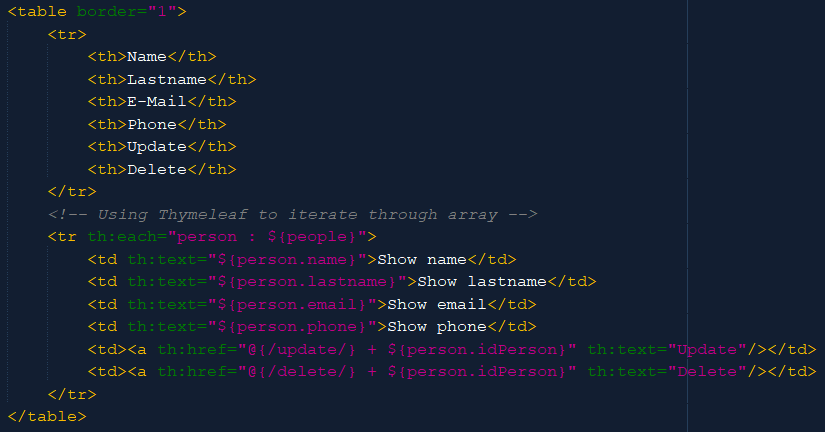 <table border="1">
    <tr>
        <th>Name</th>
        <th>Lastname</th>
        <th>E-Mail</th>
        <th>Phone</th>
        <th>Update</th>
        <th>Delete</th>
    </tr>
    <!-- Using Thymeleaf to iterate through array -->
    <tr th:each="person : ${people}">
        <td th:text="${person.name}">Show name</td>
        <td th:text="${person.lastname}">Show lastname</td>
        <td th:text="${person.email}">Show email</td>
        <td th:text="${person.phone}">Show phone</td>
        <td><a th:href="@{/update/} + ${person.idPerson}" th:text="Update"/></td>
        <td><a th:href="@{/delete/} + ${person.idPerson}" th:text="Delete"/></td>
    </tr>
</table>